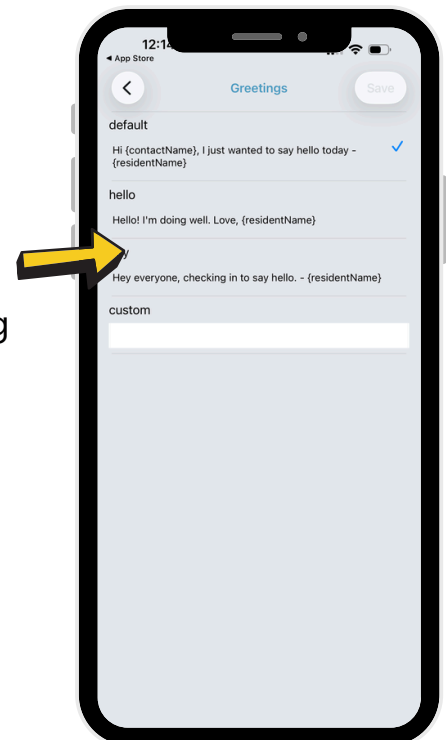 12:14
◀ App Store
Greetings
Save
default
Hi {contactName}, I just wanted to say hello today -
{residentName}
hello
Hello! I'm doing well. Love, {residentName}
Hey everyone, checking in to say hello. - {residentName}
custom